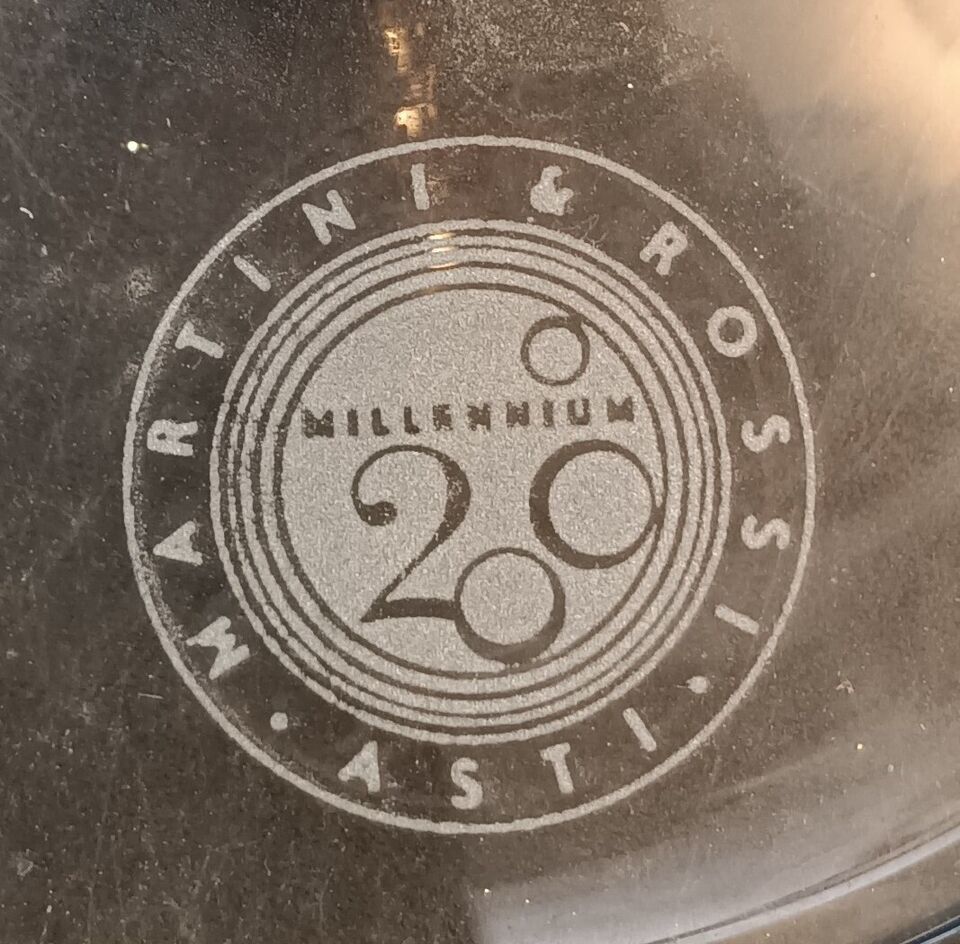 MARTINI & ROSSI · ASTI ·
MILLENNIUM
2000